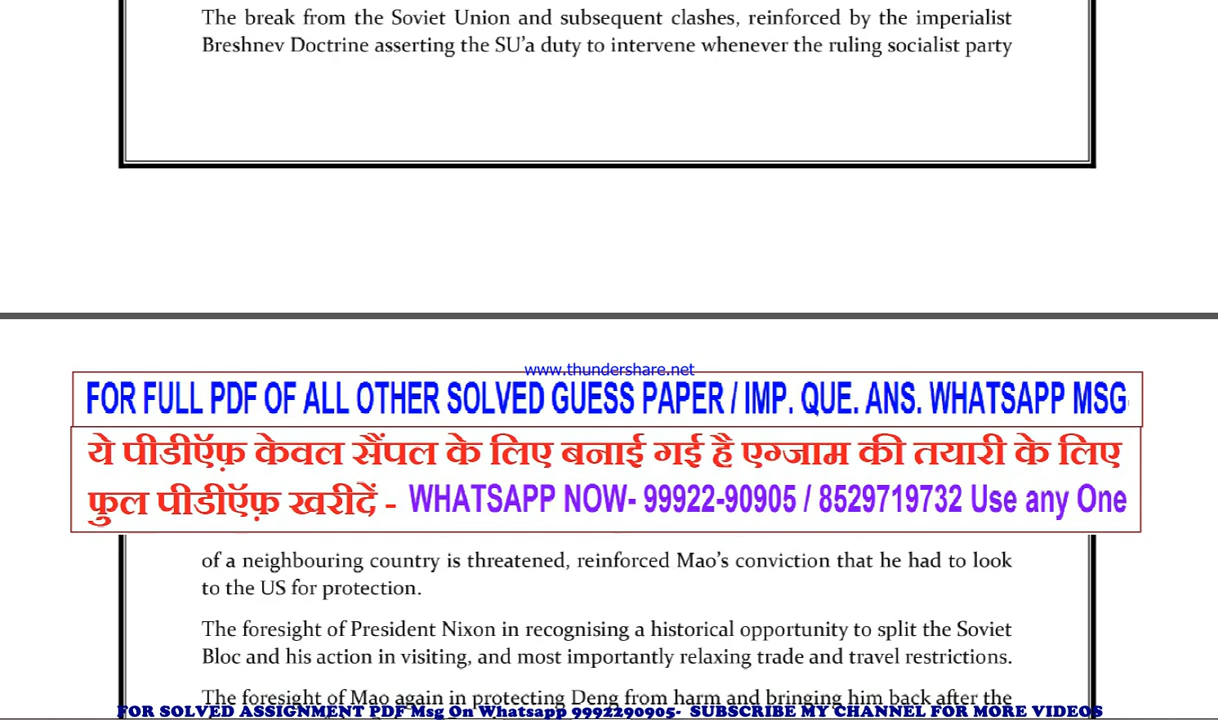 The break from the Soviet Union and subsequent clashes, reinforced by the imperialist
Breshnev Doctrine asserting the SU'a duty to intervene whenever the ruling socialist party
www.thundershare.net
FOR FULL PDF OF ALL OTHER SOLVED GUESS PAPER / IMP. QUE. ANS. WHATSAPP MSG
ये पीडीऍफ़ केवल सैंपल के लिए बनाई गई है एग्जाम की तयारी के लिए
फुल पीडीऍफ़ खरीदें - WHATSAPP NOW- 99922-90905 / 8529719732 Use any One
of a neighbouring country is threatened, reinforced Mao's conviction that he had to look
to the US for protection.
The foresight of President Nixon in recognising a historical opportunity to split the Soviet
Bloc and his action in visiting, and most importantly relaxing trade and travel restrictions.
The foresight of Mao again in protecting Deng from harm and bringing him back after the
FOR SOLVED ASSIGNMENT PDF Msg On Whatsapp 9992290905- SUBSCRIBE MY CHANNEL FOR MORE VIDEOS